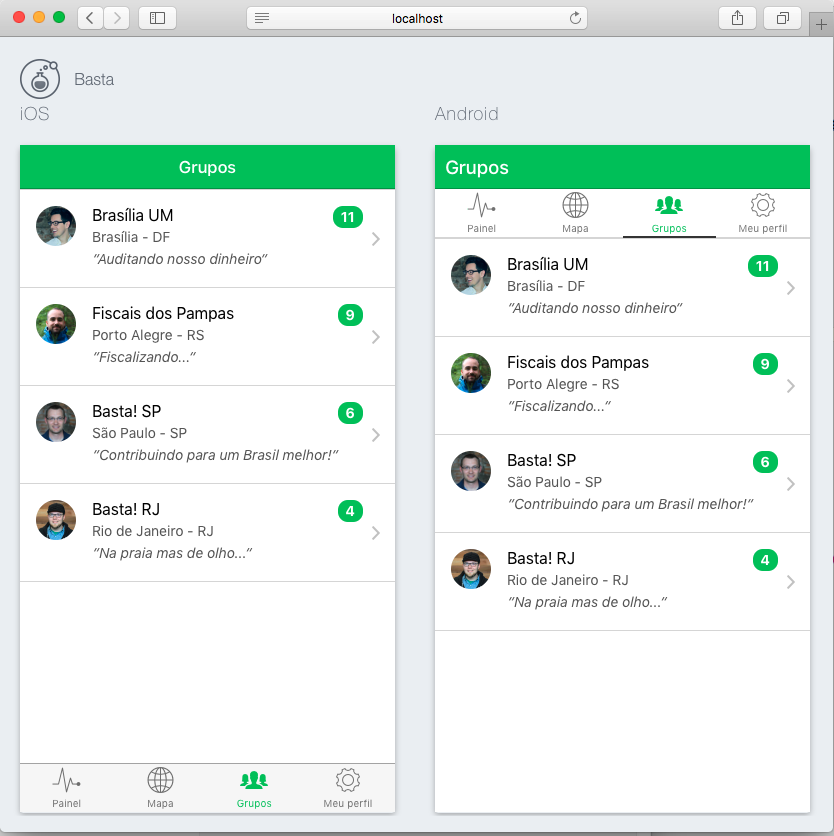 localhost
Basta
iOS
Grupos
Brasília UM
11
Brasília - DF
“Auditando nosso dinheiro”
Fiscais dos Pampas
9
Porto Alegre - RS
“Fiscalizando...”
Basta! SP
6
São Paulo - SP
“Contribuindo para um Brasil melhor!”
Basta! RJ
4
Rio de Janeiro - RJ
“Na praia mas de olho...”
Painel
Mapa
Grupos
Meu perfil
Android
Grupos
Painel
Mapa
Grupos
Meu perfil
Brasília UM
11
Brasília - DF
“Auditando nosso dinheiro”
Fiscais dos Pampas
9
Porto Alegre - RS
“Fiscalizando...”
Basta! SP
6
São Paulo - SP
“Contribuindo para um Brasil melhor!”
Basta! RJ
4
Rio de Janeiro - RJ
“Na praia mas de olho...”